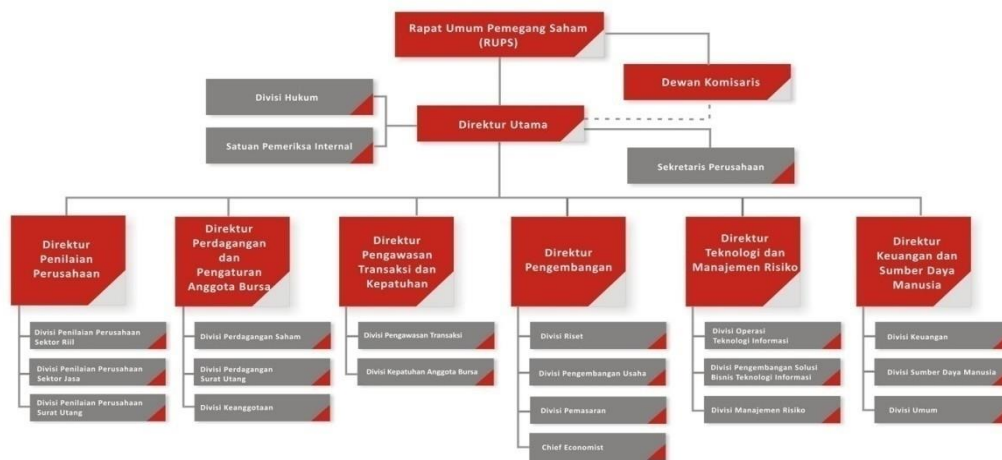 Rapat Umum Pemegang Saham
(RUPS)
Dewan Komisaris
Divisi Hukum
Direktur Utama
Satuan Pemeriksa Internal
Sekretaris Perusahaan
Direktur
Penilaian
Perusahaan
Direktur
Perdagangan
dan
Pengaturan
Anggota Bursa
Direktur
Pengawasan
Transaksi dan
Kepatuhan
Direktur
Pengembangan
Direktur
Teknologi dan
Manajemen Risiko
Direktur
Keuangan dan
Sumber Daya
Manusia
Divisi Penilaian Perusahaan
Sektor Riil
Divisi Penilaian Perusahaan
Sektor Jasa
Divisi Penilaian Perusahaan
Surat Utang
Divisi Perdagangan Saham
Divisi Perdagangan
Surat Utang
Divisi Keanggotaan
Divisi Pengawasan Transaksi
Divisi Kepatuhan Anggota Bursa
Divisi Riset
Divisi Pengembangan Usaha
Divisi Pemasaran
Chief Economist
Divisi Operasi
Teknologi Informasi
Divisi Pengembangan Solusi
Bisnis Teknologi Informasi
Divisi Manajemen Risiko
Divisi Keuangan
Divisi Sumber Daya Manusia
Divisi Umum